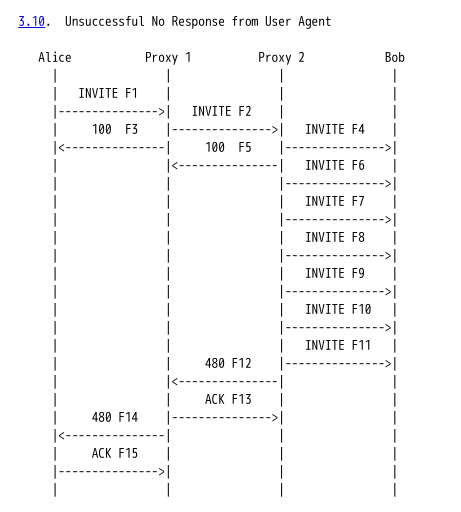 3.10.  Unsuccessful No Response from User Agent

   Alice          Proxy 1         Proxy 2          Bob
     |               |               |               |
     |   INVITE F1   |               |               |
     |-------------->|   INVITE F2   |               |
     |     100  F3   |-------------->|   INVITE F4   |
     |<--------------|     100  F5   |-------------->|
     |               |<--------------|   INVITE F6   |
     |               |               |-------------->|
     |               |               |   INVITE F7   |
     |               |               |-------------->|
     |               |               |   INVITE F8   |
     |               |               |-------------->|
     |               |               |   INVITE F9   |
     |               |               |-------------->|
     |               |               |   INVITE F10  |
     |               |               |-------------->|
     |               |               |   INVITE F11  |
     |               |     480 F12   |-------------->|
     |               |<--------------|               |
     |               |     ACK F13   |               |
     |     480 F14   |-------------->|               |
     |<--------------|               |               |
     |     ACK F15   |               |               |
     |-------------->|               |               |
     |               |               |               |